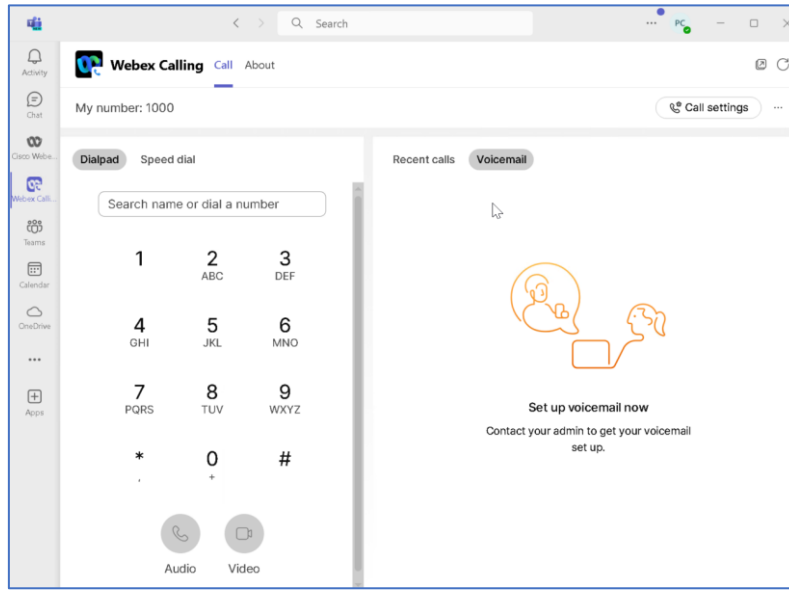 Search
PC
Activity
Chat
Cisco Webe...
Webex Calli...
Teams
Calendar
OneDrive
Apps
Webex Calling Call About
My number: 1000
Call settings
Dialpad Speed dial
Search name or dial a number
1 2 3
ABC DEF
4 5 6
GHI JKL MNO
7 8 9
PQRS TUV WXYZ
* 0 #
, +
Audio Video
Recent calls Voicemail
Set up voicemail now
Contact your admin to get your voicemail
set up.